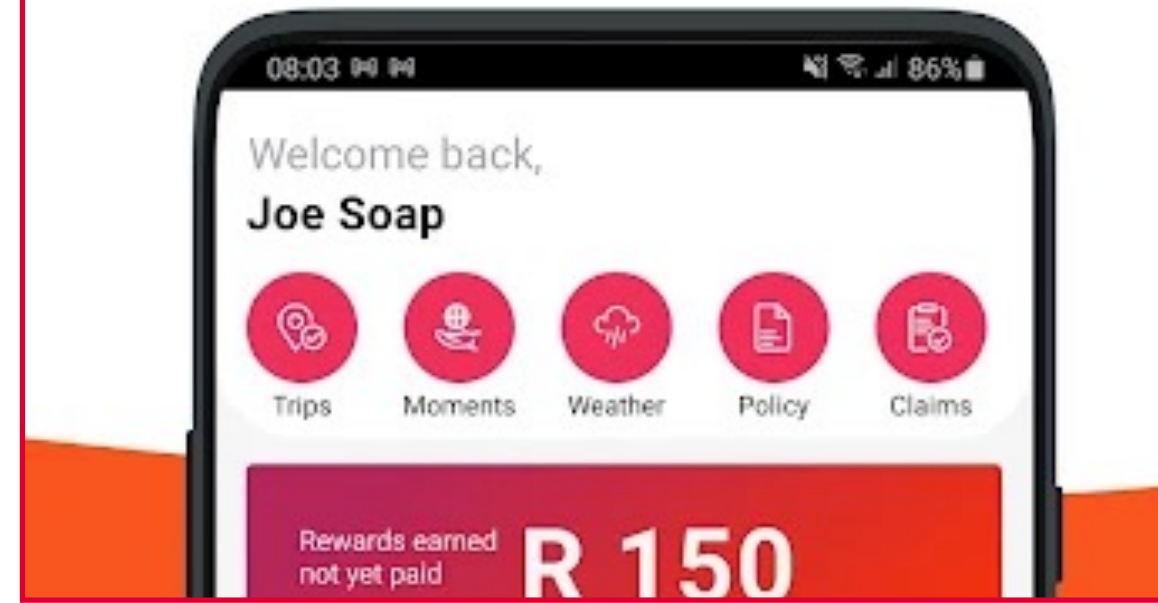 08:03 86%
Welcome back,
Joe Soap
Trips Moments Weather Policy Claims
Rewards earned
not yet paid
R 150